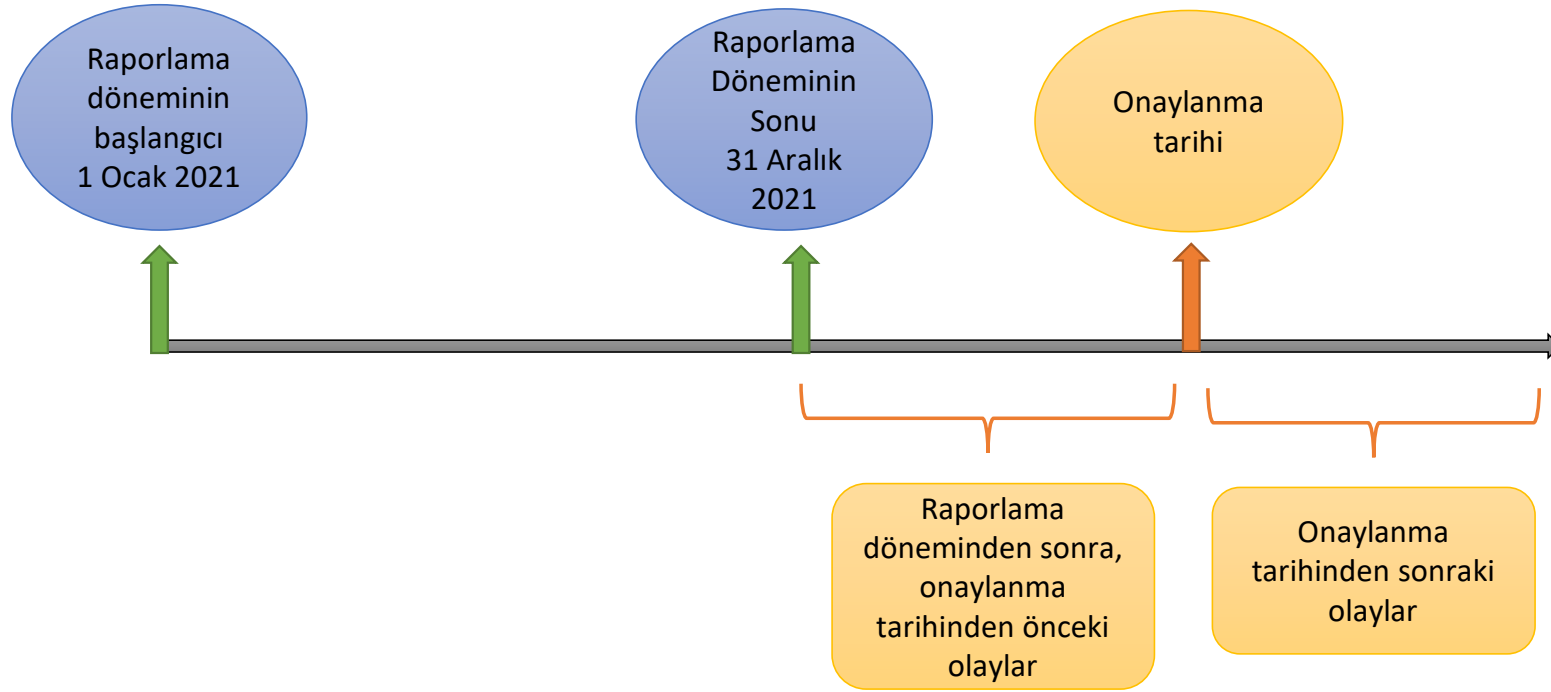 Raporlama
döneminin
başlangıcı
1 Ocak 2021
Raporlama
Döneminin
Sonu
31 Aralık
2021
Onaylanma
tarihi
Raporlama
döneminden sonra,
onaylanma
tarihinden önceki
olaylar
Onaylanma
tarihinden sonraki
olaylar